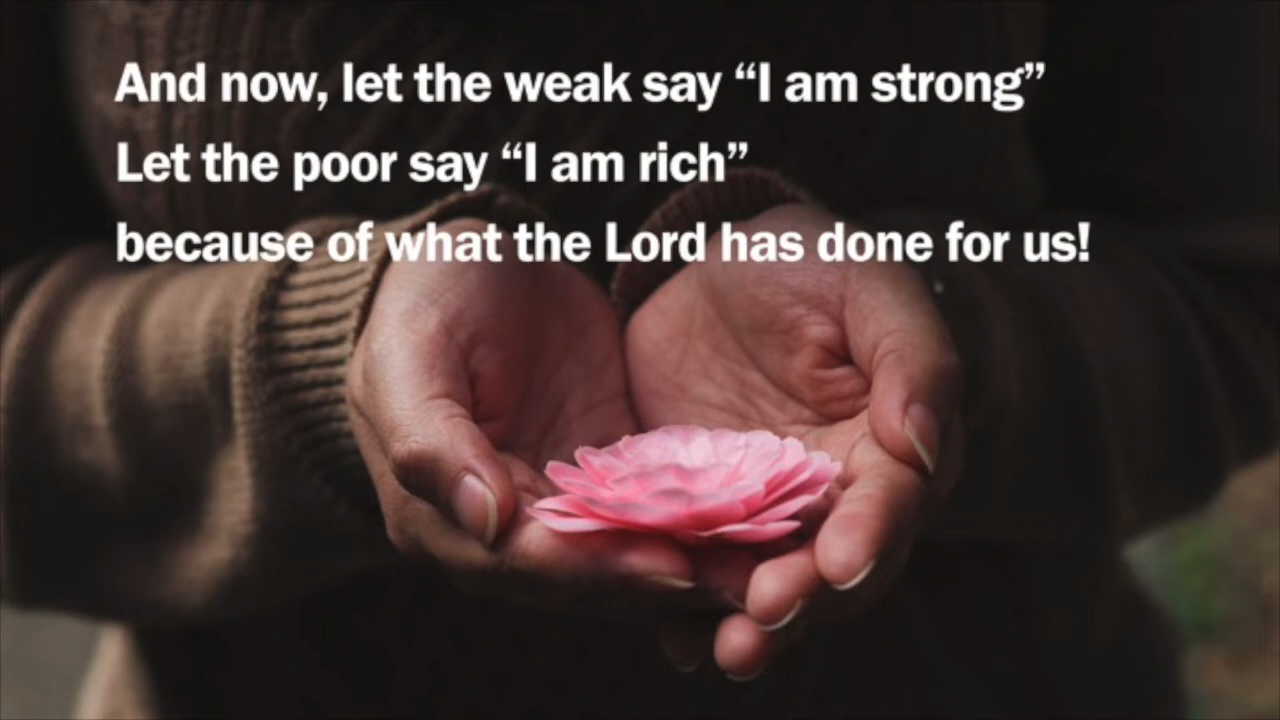 And now, let the weak say “I am strong”
Let the poor say “I am rich”
because of what the Lord has done for us!